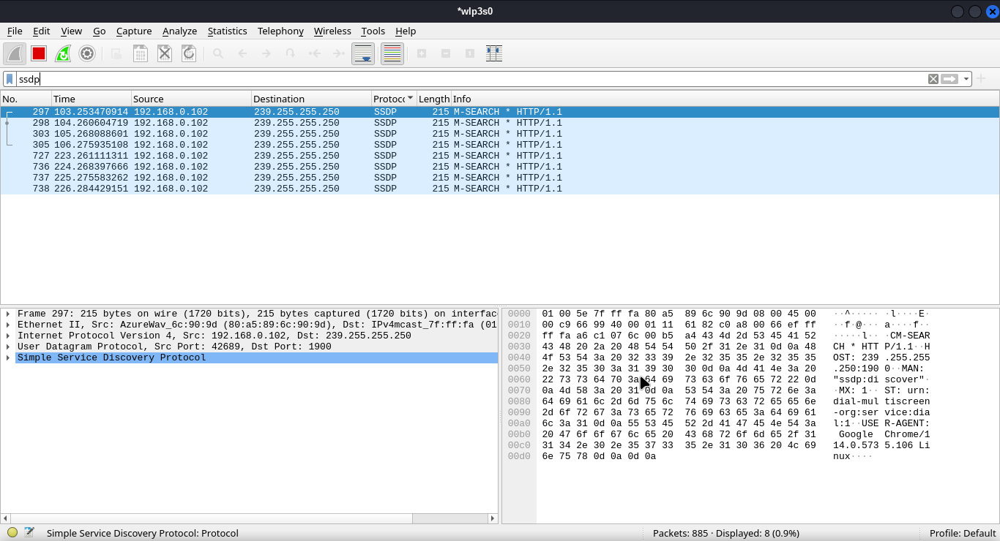 *wlp3s0
File Edit View Go Capture Analyze Statistics Telephony Wireless Tools Help
ssdp
No. Time Source Destination Protoco Length Info
297 103.253470914 192.168.0.102 239.255.255.250 SSDP 215 M-SEARCH * HTTP/1.1
298 104.260604719 192.168.0.102 239.255.255.250 SSDP 215 M-SEARCH * HTTP/1.1
303 105.268088601 192.168.0.102 239.255.255.250 SSDP 215 M-SEARCH * HTTP/1.1
305 106.275935108 192.168.0.102 239.255.255.250 SSDP 215 M-SEARCH * HTTP/1.1
727 223.261111311 192.168.0.102 239.255.255.250 SSDP 215 M-SEARCH * HTTP/1.1
736 224.268397666 192.168.0.102 239.255.255.250 SSDP 215 M-SEARCH * HTTP/1.1
737 225.275583262 192.168.0.102 239.255.255.250 SSDP 215 M-SEARCH * HTTP/1.1
738 226.284429151 192.168.0.102 239.255.255.250 SSDP 215 M-SEARCH * HTTP/1.1
Frame 297: 215 bytes on wire (1720 bits), 215 bytes captured (1720 bits) on interfac
Ethernet II, Src: AzureWav_6c:90:9d (80:a5:89:6c:90:9d), Dst: IPv4mcast_7f:ff:fa (01
Internet Protocol Version 4, Src: 192.168.0.102, Dst: 239.255.255.250
User Datagram Protocol, Src Port: 42689, Dst Port: 1900
Simple Service Discovery Protocol
0000 01 00 5e 7f ff fa 80 a5 89 6c 90 9d 08 00 45 00 ··^····· ·l····E·
0010 00 c9 66 99 40 00 01 11 61 82 c0 a8 00 66 ef ff ··f·@··· a····f··
0020 ff fa a6 c1 07 6c 00 b5 a4 43 4d 2d 53 45 41 52 ·····l·· ·CM-SEAR
0030 43 48 20 2a 20 48 54 54 50 2f 31 2e 31 0d 0a 48 CH * HTT P/1.1··H
0040 4f 53 54 3a 20 32 33 39 2e 32 35 35 2e 32 35 35 OST: 239 .255.255
0050 2e 32 35 30 3a 31 39 30 30 0d 0a 4d 41 4e 3a 20 .250:190 0··MAN: 
0060 22 73 73 64 70 3a 64 69 73 63 6f 76 65 72 22 0d "ssdp:di scover"·
0070 0a 4d 58 3a 20 31 0d 0a 53 54 3a 20 75 72 6e 3a ·MX: 1·· ST: urn:
0080 64 69 61 6c 2d 6d 75 6c 74 69 73 63 72 65 65 6e dial-mul tiscreen
0090 2d 6f 72 67 3a 73 65 72 76 69 63 65 3a 64 69 61 -org:ser vice:dia
00a0 6c 3a 31 0d 0a 55 53 45 52 2d 41 47 45 4e 54 3a l:1··USE R-AGENT:
00b0 20 47 6f 6f 67 6c 65 20 43 68 72 6f 6d 65 2f 31 Google Chrome/1
00c0 31 34 2e 30 2e 35 37 33 35 2e 31 30 36 20 4c 69 14.0.573 5.106 Li
00d0 6e 75 78 0d 0a 0d 0a nux····
Simple Service Discovery Protocol: Protocol Packets: 885 · Displayed: 8 (0.9%) Profile: Default